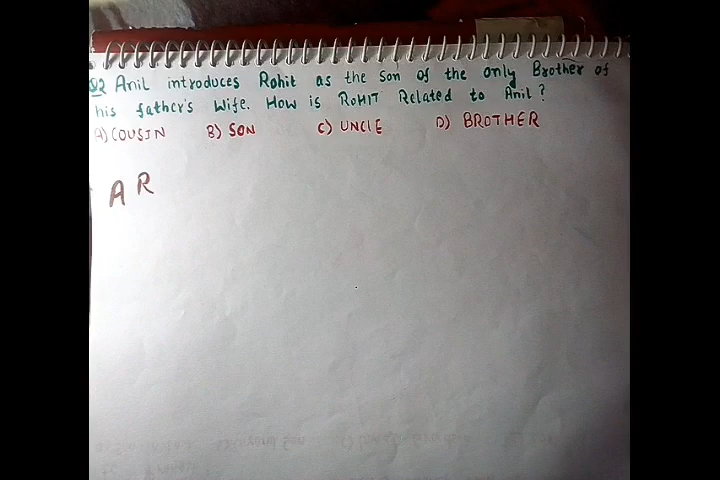 Q2 Anil introduces Rohit as the son of the only Brother of
his father's Wife. How is ROHIT Related to Anil?
A) COUSIN B) SON C) UNCLE D) BROTHER
A R